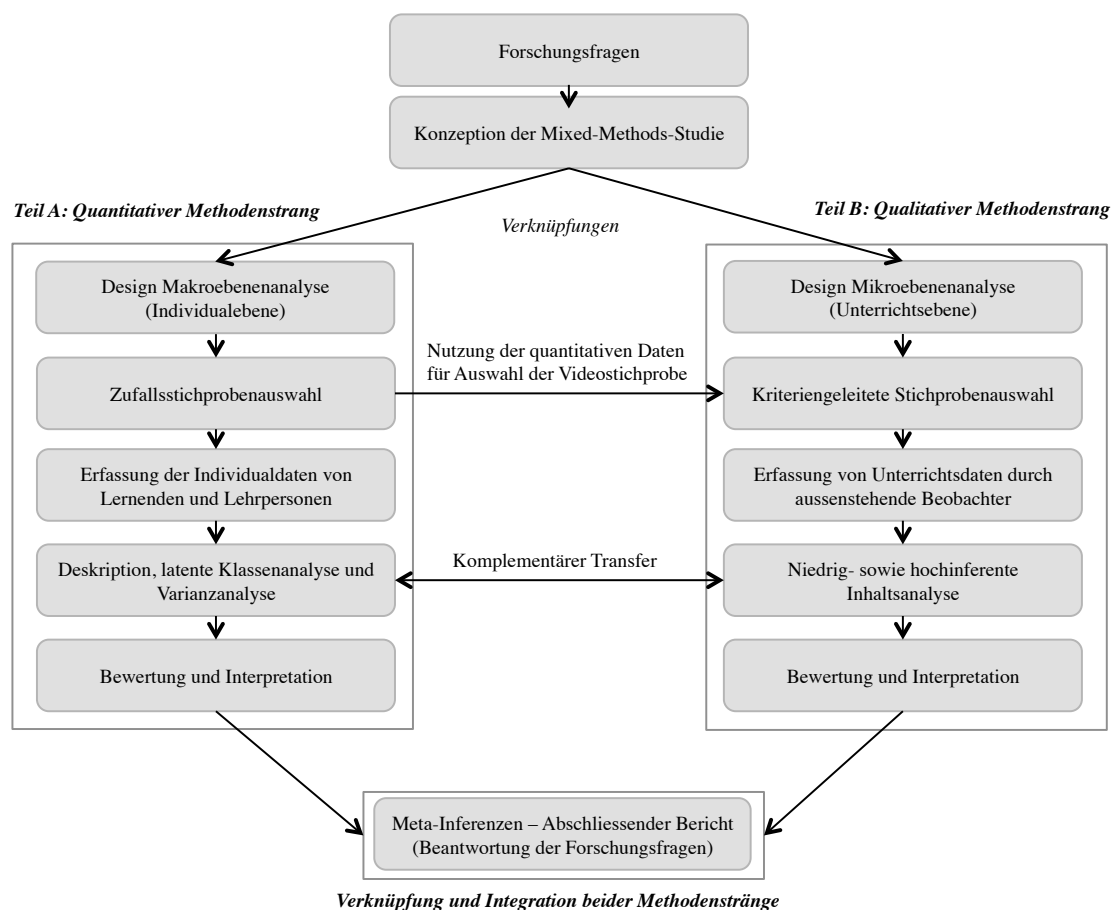 Forschungsfragen
Konzeption der Mixed-Methods-Studie
Teil A: Quantitativer Methodenstrang
Verknüpfungen
Teil B: Qualitativer Methodenstrang
Design Makroebenenanalyse
(Individualebene)
Design Mikroebenenanalyse
(Unterrichtsebene)
Zufallsstichprobenauswahl
Nutzung der quantitativen Daten
für Auswahl der Videostichprobe
Kriteriengeleitete Stichprobenauswahl
Erfassung der Individualdaten von
Lernenden und Lehrpersonen
Erfassung von Unterrichtsdaten durch
aussenstehende Beobachter
Deskription, latente Klassenanalyse und
Varianzanalyse
Komplementärer Transfer
Niedrig- sowie hochinferente
Inhaltsanalyse
Bewertung und Interpretation
Bewertung und Interpretation
Meta-Inferenzen – Abschliessender Bericht
(Beantwortung der Forschungsfragen)
Verknüpfung und Integration beider Methodenstränge